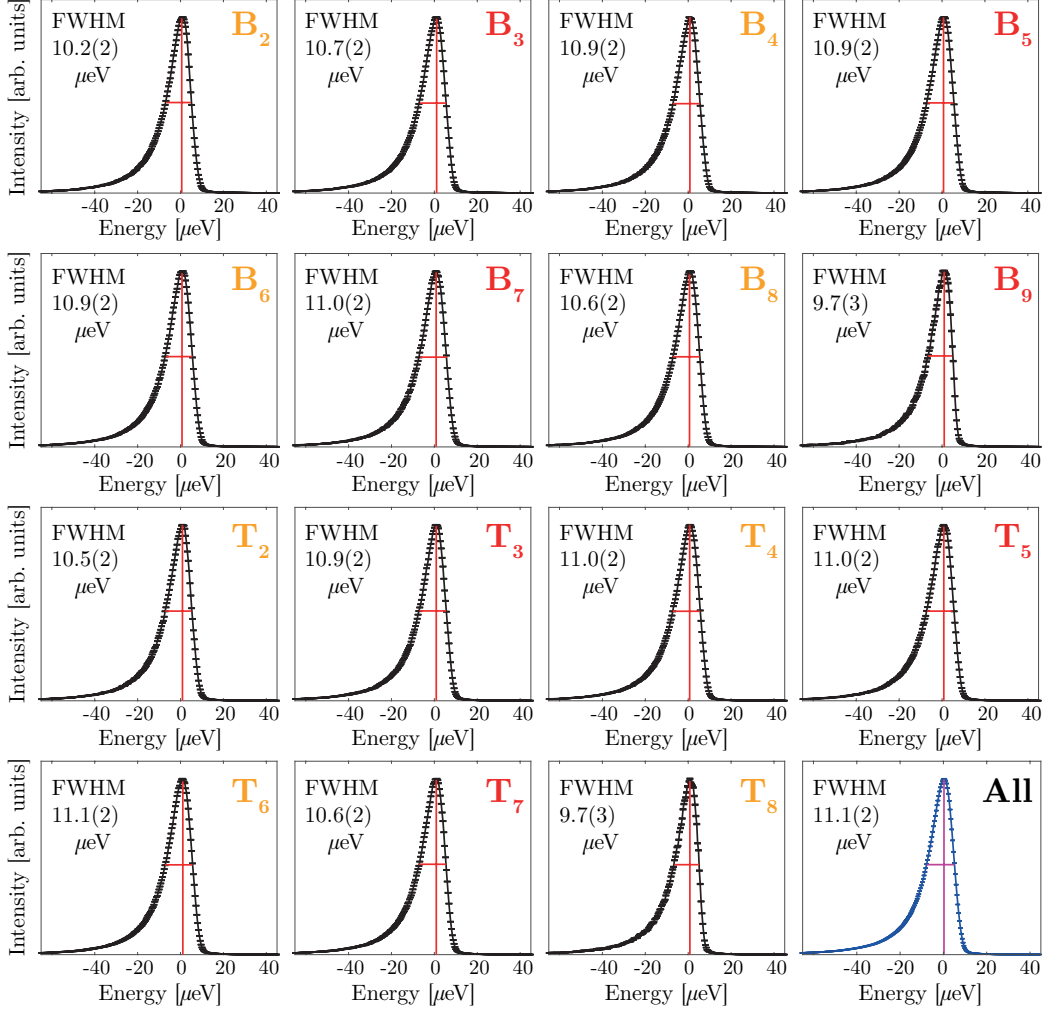 Intensity [arb. units]
FWHM
10.2(2)
μeV
B2
-40 -20 0 20 40
Energy [μeV]
FWHM
10.7(2)
μeV
B3
-40 -20 0 20 40
Energy [μeV]
FWHM
10.9(2)
μeV
B4
-40 -20 0 20 40
Energy [μeV]
FWHM
10.9(2)
μeV
B5
-40 -20 0 20 40
Energy [μeV]
Intensity [arb. units]
FWHM
10.9(2)
μeV
B6
-40 -20 0 20 40
Energy [μeV]
FWHM
11.0(2)
μeV
B7
-40 -20 0 20 40
Energy [μeV]
FWHM
10.6(2)
μeV
B8
-40 -20 0 20 40
Energy [μeV]
FWHM
9.7(3)
μeV
B9
-40 -20 0 20 40
Energy [μeV]
Intensity [arb. units]
FWHM
10.5(2)
μeV
T2
-40 -20 0 20 40
Energy [μeV]
FWHM
10.9(2)
μeV
T3
-40 -20 0 20 40
Energy [μeV]
FWHM
11.0(2)
μeV
T4
-40 -20 0 20 40
Energy [μeV]
FWHM
11.0(2)
μeV
T5
-40 -20 0 20 40
Energy [μeV]
Intensity [arb. units]
FWHM
11.1(2)
μeV
T6
-40 -20 0 20 40
Energy [μeV]
FWHM
10.6(2)
μeV
T7
-40 -20 0 20 40
Energy [μeV]
FWHM
9.7(3)
μeV
T8
-40 -20 0 20 40
Energy [μeV]
FWHM
11.1(2)
μeV
All
-40 -20 0 20 40
Energy [μeV]